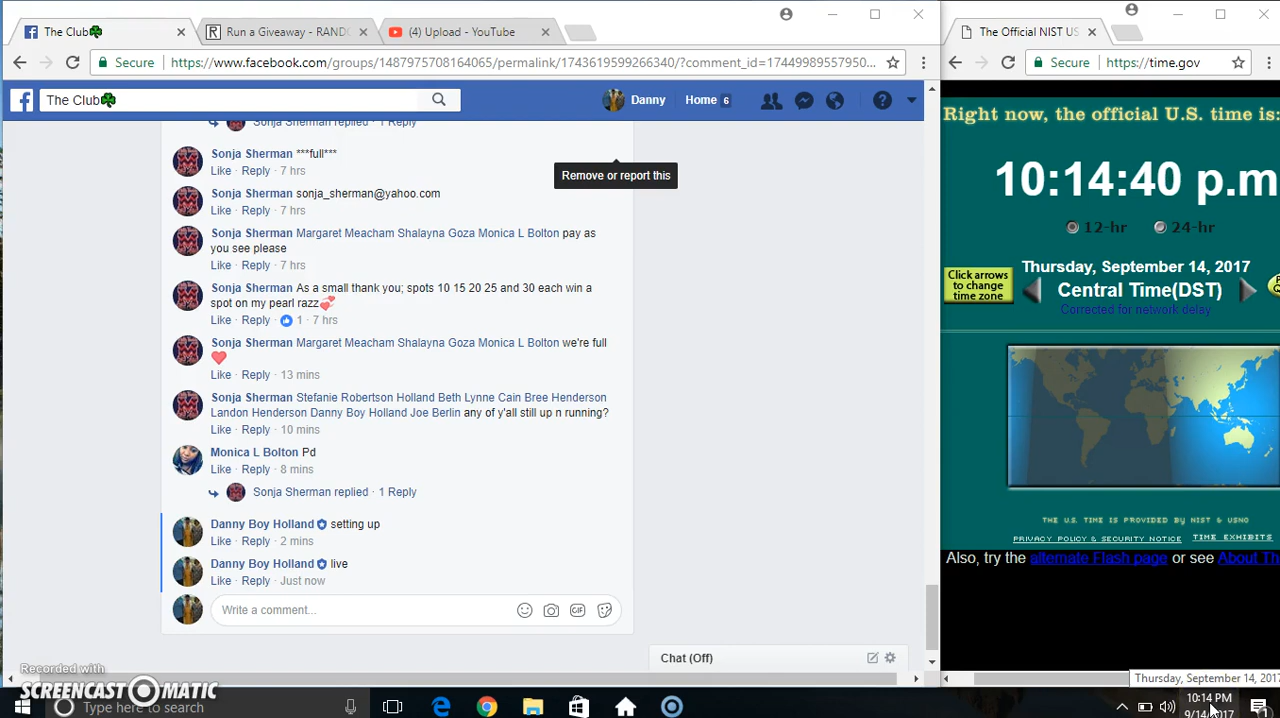 The Club☘
Run a Giveaway - RAND
(4) Upload - YouTube
The Official NIST US
Secure
https://www.facebook.com/groups/1487975708164065/permalink/1743619599266340/?comment_id=17449989557950...
Secure
https://time.gov
The Club☘
Danny
Home 6
Sonja Sherman replied · 1 Reply
Sonja Sherman ***full***
Like · Reply · 7 hrs
Remove or report this
Sonja Sherman sonja_sherman@yahoo.com
Like · Reply · 7 hrs
Sonja Sherman Margaret Meacham Shalayna Goza Monica L Bolton pay as
you see please
Like · Reply · 7 hrs
Sonja Sherman As a small thank you; spots 10 15 20 25 and 30 each win a
spot on my pearl razz💞
Like · Reply · 1 · 7 hrs
Sonja Sherman Margaret Meacham Shalayna Goza Monica L Bolton we're full
❤
Like · Reply · 13 mins
Sonja Sherman Stefanie Robertson Holland Beth Lynne Cain Bree Henderson
Landon Henderson Danny Boy Holland Joe Berlin any of y'all still up n running?
Like · Reply · 10 mins
Monica L Bolton Pd
Like · Reply · 8 mins
Sonja Sherman replied · 1 Reply
Danny Boy Holland setting up
Like · Reply · 2 mins
Danny Boy Holland live
Like · Reply · Just now
Write a comment...
GIF
Chat (Off)
Right now, the official U.S. time is:
10:14:40 p.m
12-hr 24-hr
Click arrows
to change
time zone
Thursday, September 14, 2017
Central Time(DST)
Corrected for network delay
THE U.S. TIME IS PROVIDED BY NIST & USNO
PRIVACY POLICY & SECURITY NOTICE TIME EXHIBITS
Also, try the alternate Flash page or see About Th
Recorded with
SCREENCAST-O-MATIC
Type here to search
Thursday, September 14, 2017
10:14 PM
9/14/2017
1